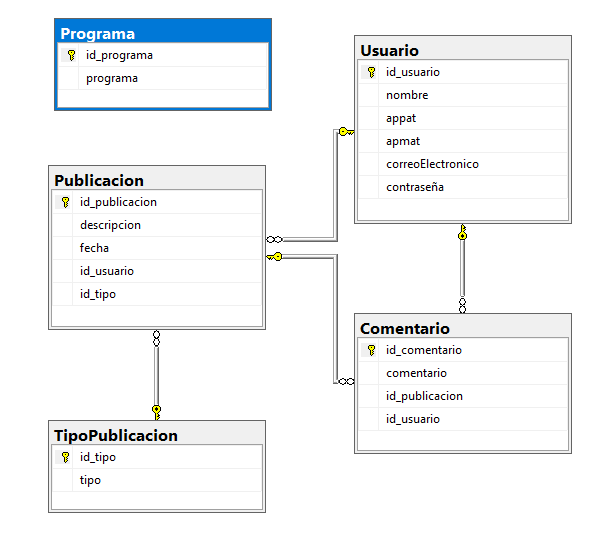 Programa
id_programa
programa
Usuario
id_usuario
nombre
appat
apmat
correoElectronico
contraseña
Publicacion
id_publicacion
descripcion
fecha
id_usuario
id_tipo
Comentario
id_comentario
comentario
id_publicacion
id_usuario
TipoPublicacion
id_tipo
tipo